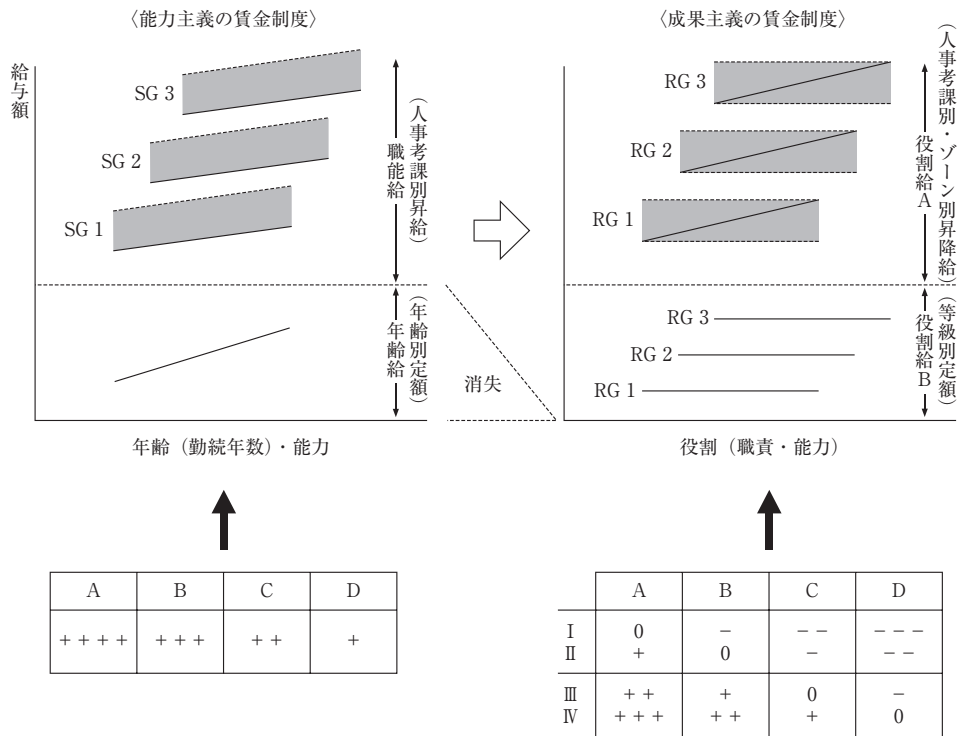 〈能力主義の賃金制度〉
給与額
SG 3
SG 2
SG 1
職能給
(人事考課別昇給)
年齢給
(年齢別定額)
年齢(勤続年数)・能力
消失
〈成果主義の賃金制度〉
RG 3
RG 2
RG 1
役割給A
(人事考課別・ゾーン別昇降給)
RG 3
RG 2
RG 1
役割給B
(等級別定額)
役割(職責・能力)
A B C D
++++ +++ ++ +
A B C D
Ⅰ 0 − −− −−−
Ⅱ + 0 − −−
Ⅲ ++ + 0 −
Ⅳ +++ ++ + 0